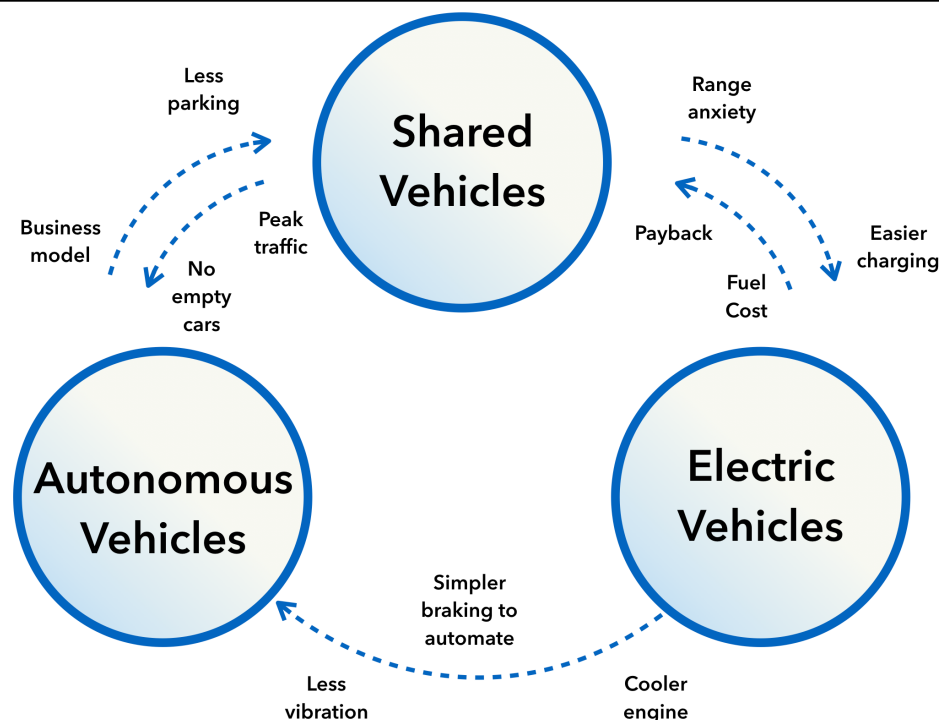 Less
parking
Range
anxiety
Shared
Vehicles
Business
model
Peak
traffic
Payback
Easier
charging
No
empty
cars
Fuel
Cost
Autonomous
Vehicles
Electric
Vehicles
Simpler
braking to
automate
Less
vibration
Cooler
engine